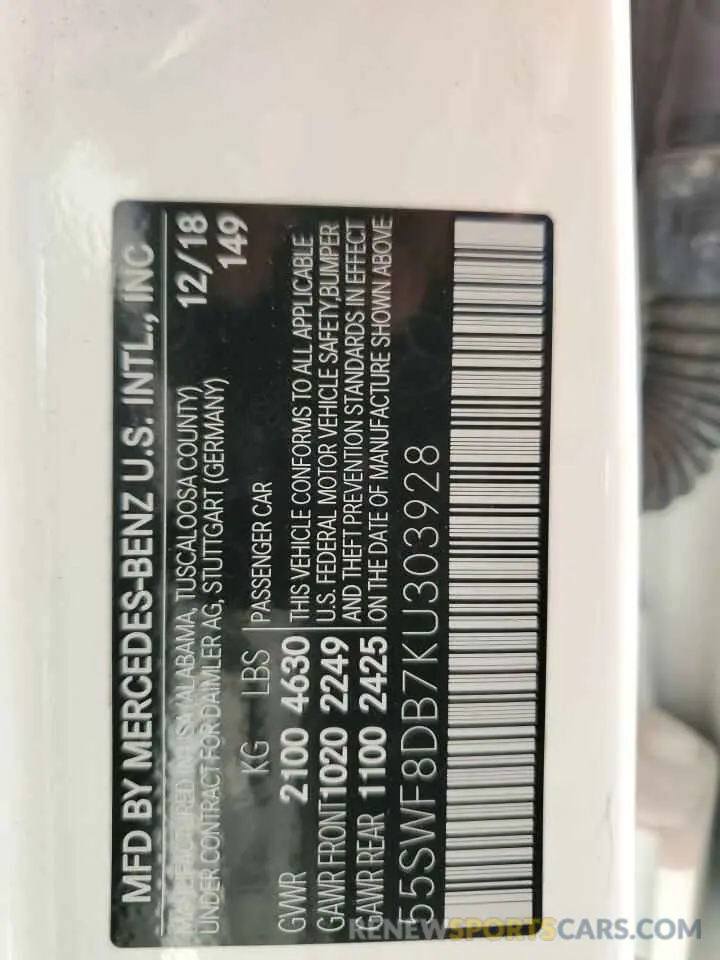 MFD BY MERCEDES-BENZ U.S. INTL., INC
MANUFACTURED IN USA (ALABAMA, TUSCALOOSA COUNTY) 12/18
UNDER CONTRACT FOR DAIMLER AG, STUTTGART (GERMANY) 149
KG LBS PASSENGER CAR
GVWR 2100 4630 THIS VEHICLE CONFORMS TO ALL APPLICABLE
GAWR FRONT 1020 2249 U.S. FEDERAL MOTOR VEHICLE SAFETY, BUMPER
GAWR REAR 1100 2425 AND THEFT PREVENTION STANDARDS IN EFFECT
ON THE DATE OF MANUFACTURE SHOWN ABOVE
55SWF8DB7KU303928
RENEWSPORTSCARS.COM